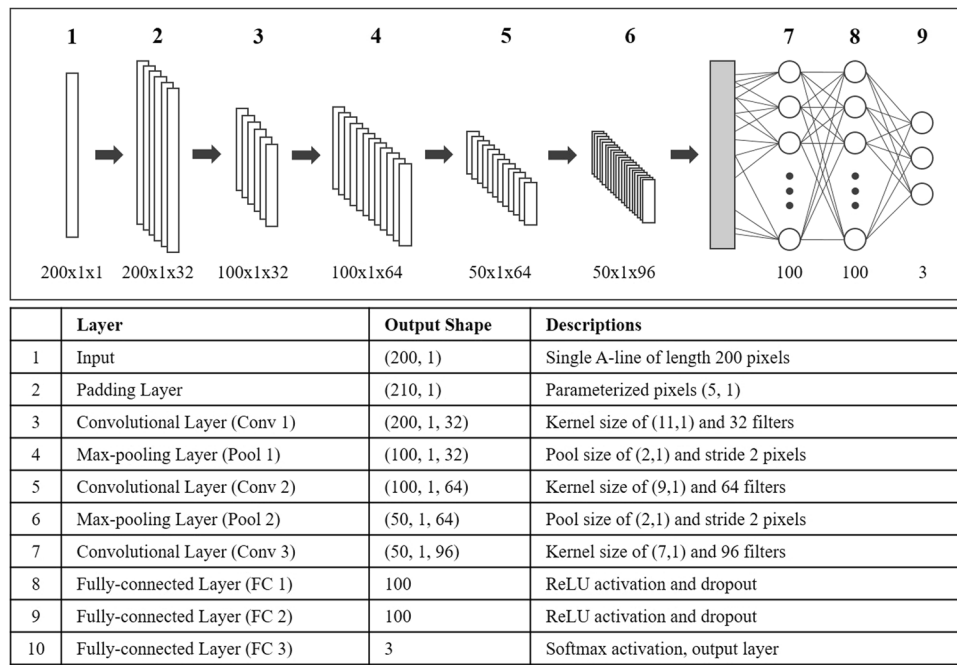 1 2 3 4 5 6 7 8 9
200x1x1 200x1x32 100x1x32 100x1x64 50x1x64 50x1x96 100 100 3
Layer Output Shape Descriptions
1 Input (200, 1) Single A-line of length 200 pixels
2 Padding Layer (210, 1) Parameterized pixels (5, 1)
3 Convolutional Layer (Conv 1) (200, 1, 32) Kernel size of (11,1) and 32 filters
4 Max-pooling Layer (Pool 1) (100, 1, 32) Pool size of (2,1) and stride 2 pixels
5 Convolutional Layer (Conv 2) (100, 1, 64) Kernel size of (9,1) and 64 filters
6 Max-pooling Layer (Pool 2) (50, 1, 64) Pool size of (2,1) and stride 2 pixels
7 Convolutional Layer (Conv 3) (50, 1, 96) Kernel size of (7,1) and 96 filters
8 Fully-connected Layer (FC 1) 100 ReLU activation and dropout
9 Fully-connected Layer (FC 2) 100 ReLU activation and dropout
10 Fully-connected Layer (FC 3) 3 Softmax activation, output layer